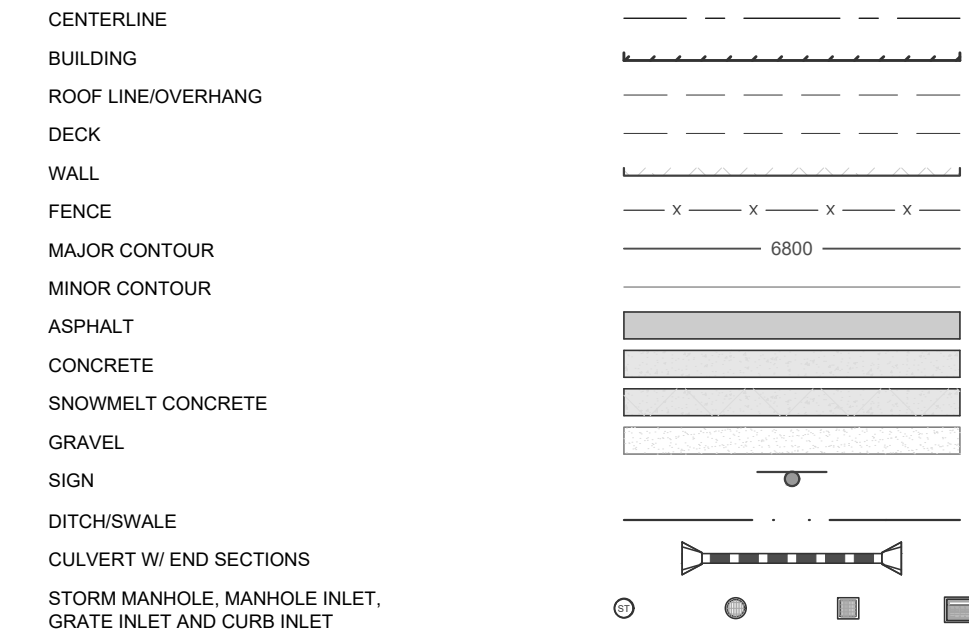 CENTERLINE
BUILDING
ROOF LINE/OVERHANG
DECK
WALL
FENCE X X X X
MAJOR CONTOUR 6800
MINOR CONTOUR
ASPHALT
CONCRETE
SNOWMELT CONCRETE
GRAVEL
SIGN
DITCH/SWALE
CULVERT W/ END SECTIONS
STORM MANHOLE, MANHOLE INLET,
GRATE INLET AND CURB INLET
ST